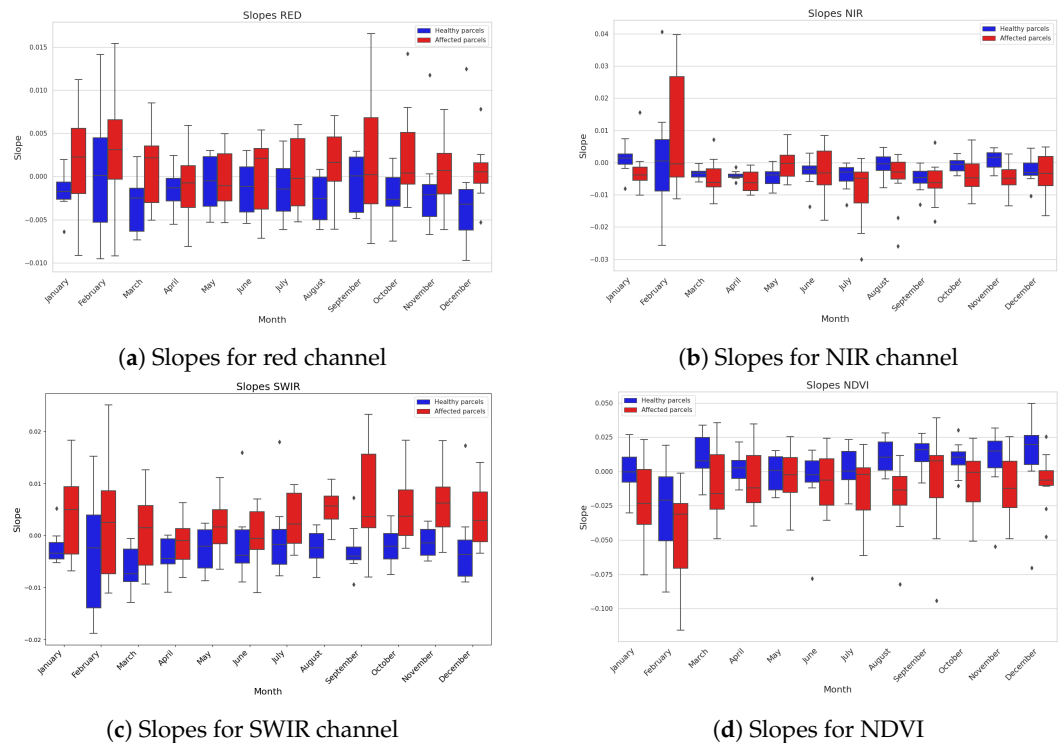 Slopes RED
Healthy parcels
Affected parcels
0.015
0.010
0.005
0.000
−0.005
−0.010
Slope
January
February
March
April
May
June
July
August
September
October
November
December
Month
(a) Slopes for red channel
Slopes NIR
Healthy parcels
Affected parcels
0.04
0.03
0.02
0.01
0.00
−0.01
−0.02
−0.03
Slope
January
February
March
April
May
June
July
August
September
October
November
December
Month
(b) Slopes for NIR channel
Slopes SWIR
Healthy parcels
Affected parcels
0.02
0.01
0.00
−0.01
−0.02
Slope
January
February
March
April
May
June
July
August
September
October
November
December
Month
(c) Slopes for SWIR channel
Slopes NDVI
Healthy parcels
Affected parcels
0.050
0.025
0.000
−0.025
−0.050
−0.075
−0.100
Slope
January
February
March
April
May
June
July
August
September
October
November
December
Month
(d) Slopes for NDVI